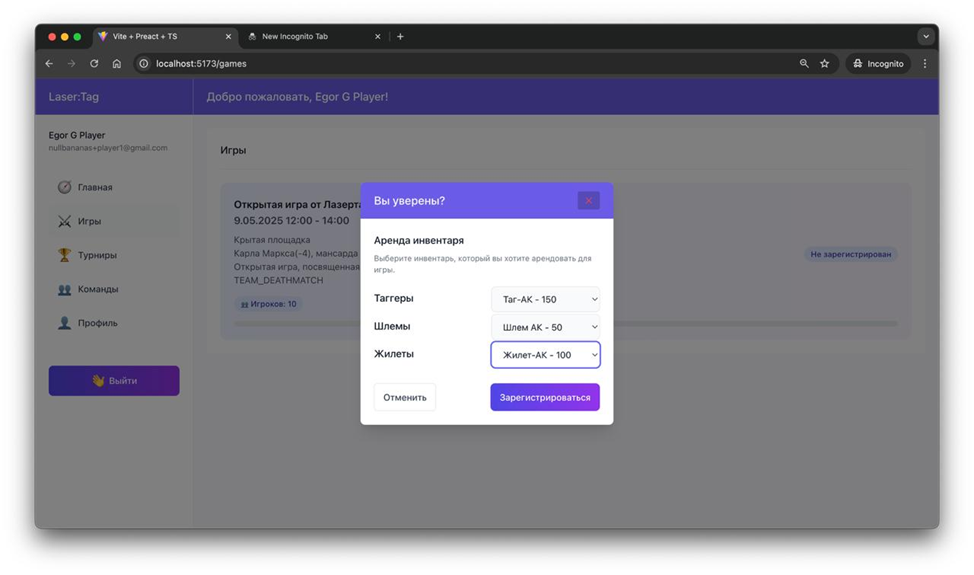 Vite + Preact + TS
New Incognito Tab
localhost:5173/games
Incognito
Laser:Tag
Добро пожаловать, Egor G Player!
Egor G Player
nullbananas+player1@gmail.com
Главная
Игры
Турниры
Команды
Профиль
Выйти
Игры
Открытая игра от Лазерта
9.05.2025 12:00 - 14:00
Крытая площадка
Карла Маркса(-4), мансарда
Открытая игра, посвященная
TEAM_DEATHMATCH
Игроков: 10
Не зарегистрирован
Вы уверены?
Аренда инвентаря
Выберите инвентарь, который вы хотите арендовать для
игры.
Таггеры
Таг-АК - 150
Шлемы
Шлем АК - 50
Жилеты
Жилет-АК - 100
Отменить
Зарегистрироваться